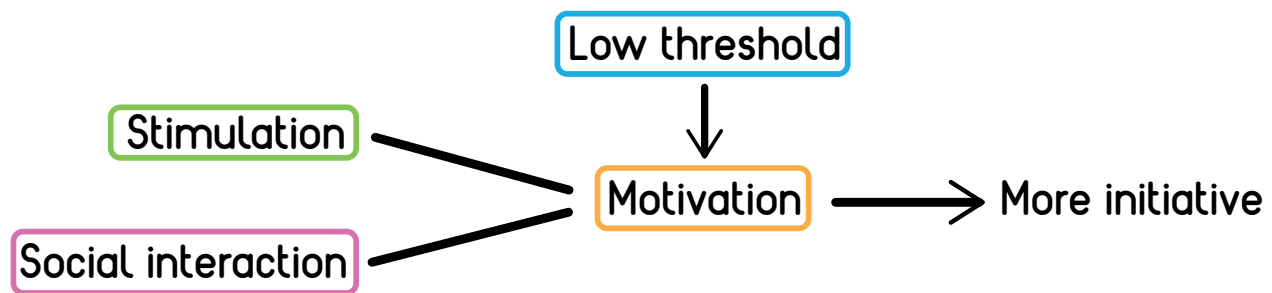 Low threshold
Stimulation
Motivation
More initiative
Social interaction